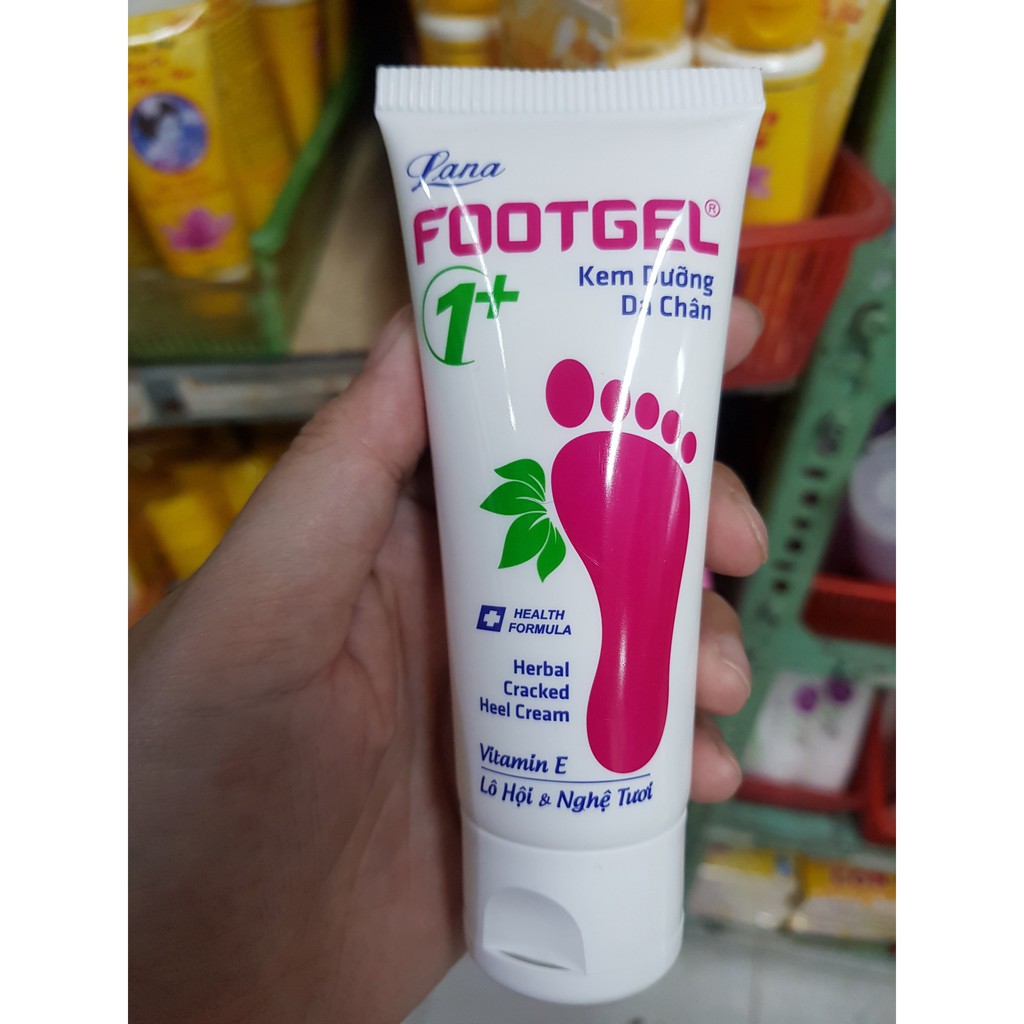 Lana
FOOTGEL®
1+
Kem Dưỡng
Da Chân
HEALTH
FORMULA
Herbal
Cracked
Heel Cream
Vitamin E
Lô Hội & Nghệ Tươi